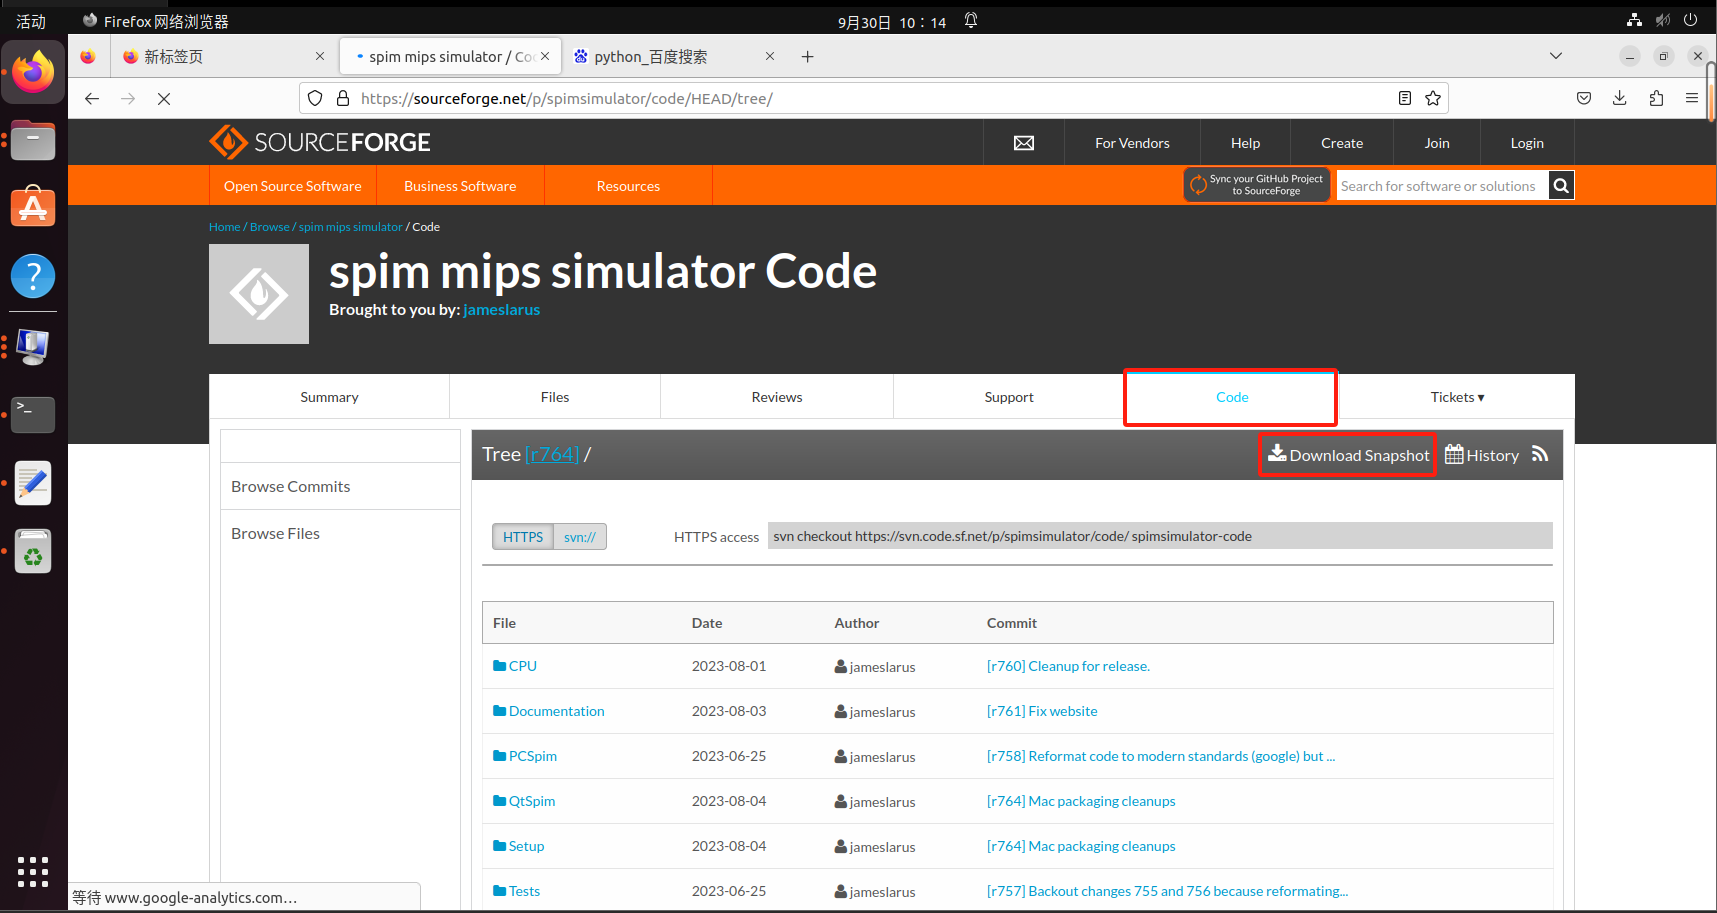 活动
Firefox 网络浏览器
9月30日 10：14
新标签页
spim mips simulator / Co
python_百度搜索
https://sourceforge.net/p/spimsimulator/code/HEAD/tree/
SOURCEFORGE
For Vendors
Help
Create
Join
Login
Open Source Software
Business Software
Resources
Sync your GitHub Project
to SourceForge
Search for software or solutions
Home / Browse / spim mips simulator / Code
spim mips simulator Code
Brought to you by: jameslarus
Summary
Files
Reviews
Support
Code
Tickets ▾
Browse Commits
Browse Files
Tree [r764] /
Download Snapshot
History
HTTPS
svn://
HTTPS access
svn checkout https://svn.code.sf.net/p/spimsimulator/code/ spimsimulator-code
File Date Author Commit
CPU 2023-08-01 jameslarus [r760] Cleanup for release.
Documentation 2023-08-03 jameslarus [r761] Fix website
PCSpim 2023-06-25 jameslarus [r758] Reformat code to modern standards (google) but ...
QtSpim 2023-08-04 jameslarus [r764] Mac packaging cleanups
Setup 2023-08-04 jameslarus [r764] Mac packaging cleanups
Tests 2023-06-25 jameslarus [r757] Backout changes 755 and 756 because reformating...
等待 www.google-analytics.com…